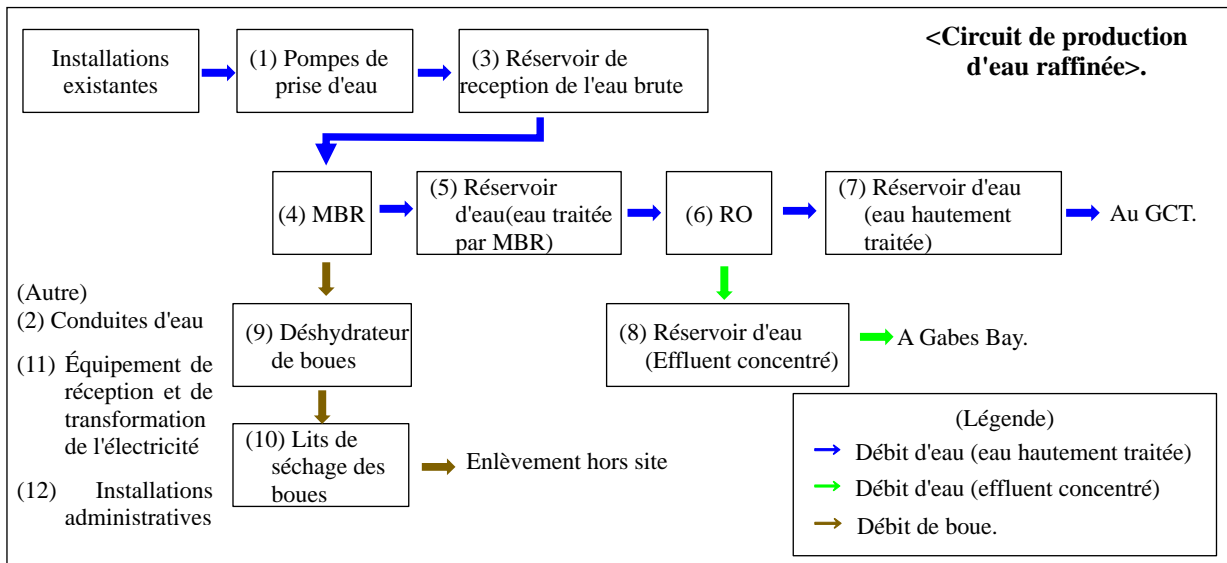 <Circuit de production
d'eau raffinée>.
Installations
existantes
(1) Pompes de
prise d'eau
(3) Réservoir de
reception de l'eau brute
(4) MBR
(5) Réservoir
d'eau(eau traitée
par MBR)
(6) RO
(7) Réservoir d'eau
(eau hautement
traitée)
Au GCT.
(Autre)
(2) Conduites d'eau
(11) Équipement de
réception et de
transformation
de l'électricité
(12) Installations
administratives
(9) Déshydrateur
de boues
(8) Réservoir d'eau
(Effluent concentré)
A Gabes Bay.
(10) Lits de
séchage des
boues
Enlèvement hors site
(Légende)
Débit d'eau (eau hautement traitée)
Débit d'eau (effluent concentré)
Débit de boue.